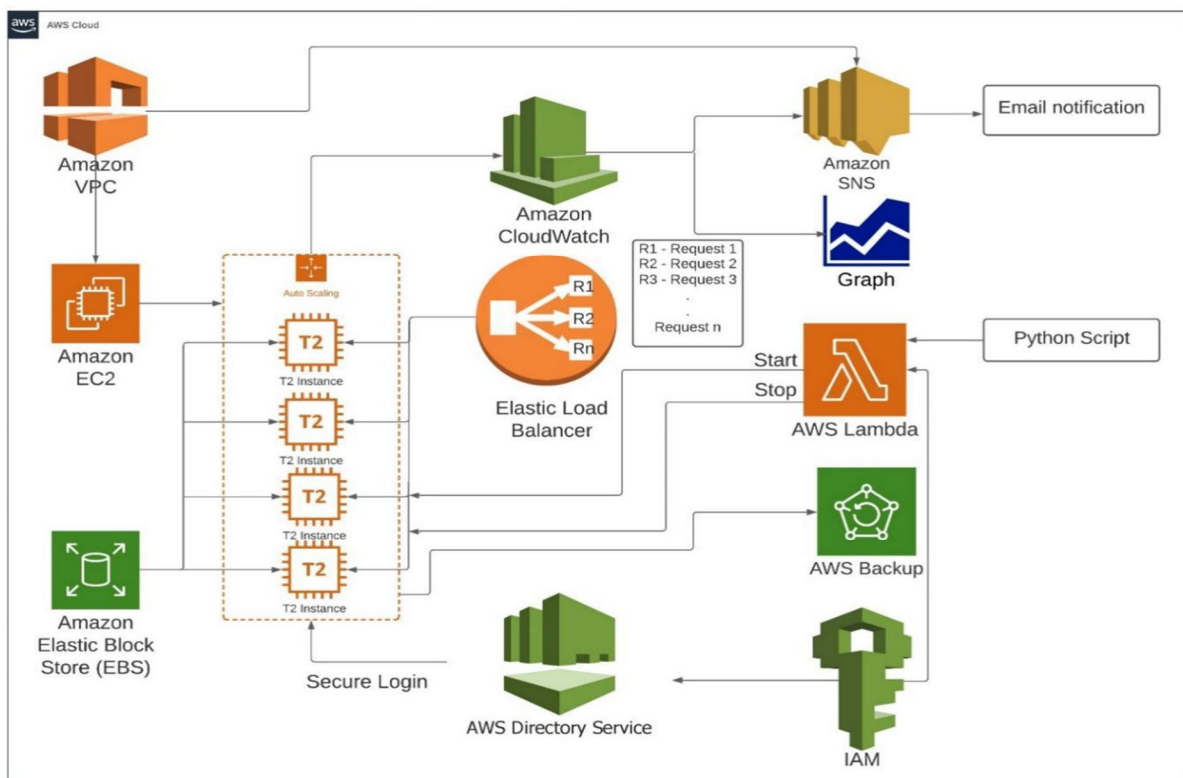 aws
AWS Cloud
Amazon
VPC
Amazon
CloudWatch
Amazon
SNS
Email notification
R1 - Request 1
R2 - Request 2
R3 - Request 3
.
.
Request n
Graph
Amazon
EC2
Auto Scaling
T2
T2 Instance
T2
T2 Instance
T2
T2 Instance
T2
T2 Instance
R1
R2
Rn
Elastic Load
Balancer
Start
Stop
Python Script
AWS Lambda
AWS Backup
Amazon
Elastic Block
Store (EBS)
Secure Login
AWS Directory Service
IAM